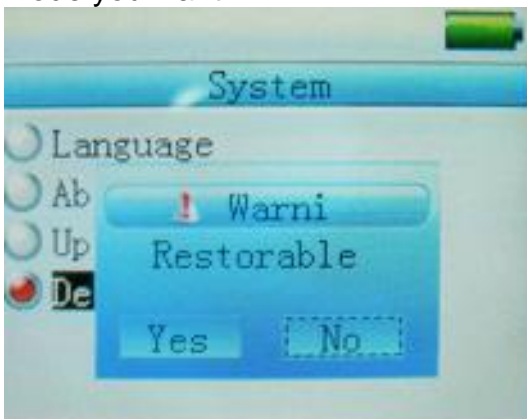 System
Language
Ab
Warni
Up
Restorable
De
Yes No